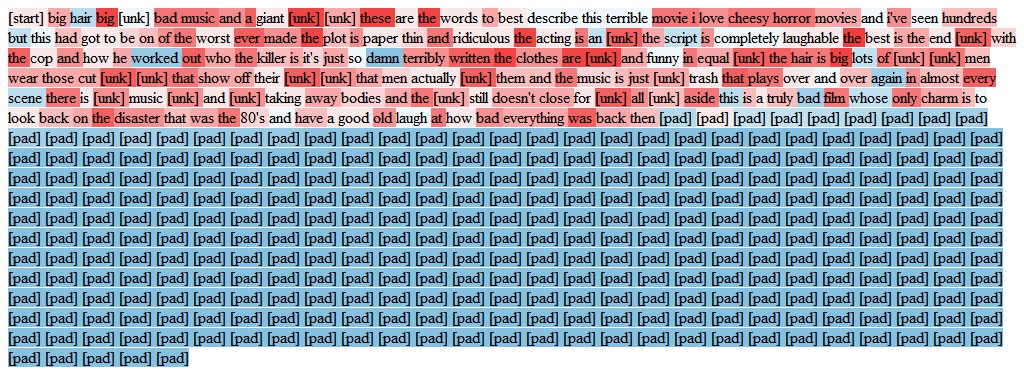 [start] big hair big [unk] bad music and a giant [unk] [unk] these are the words to best describe this terrible movie i love cheesy horror movies and i've seen hundreds
but this had got to be on of the worst ever made the plot is paper thin and ridiculous the acting is an [unk] the script is completely laughable the best is the end [unk] with
the cop and how he worked out who the killer is it's just so damn terribly written the clothes are [unk] and funny in equal [unk] the hair is big lots of [unk] [unk] men
wear those cut [unk] [unk] that show off their [unk] [unk] that men actually [unk] them and the music is just [unk] trash that plays over and over again in almost every
scene there is [unk] music [unk] and [unk] taking away bodies and the [unk] still doesn't close for [unk] all [unk] aside this is a truly bad film whose only charm is to
look back on the disaster that was the 80's and have a good old laugh at how bad everything was back then [pad] [pad] [pad] [pad] [pad] [pad] [pad] [pad] [pad]
[pad] [pad] [pad] [pad] [pad] [pad] [pad] [pad] [pad] [pad] [pad] [pad] [pad] [pad] [pad] [pad] [pad] [pad] [pad] [pad] [pad] [pad] [pad] [pad] [pad] [pad] [pad]
[pad] [pad] [pad] [pad] [pad] [pad] [pad] [pad] [pad] [pad] [pad] [pad] [pad] [pad] [pad] [pad] [pad] [pad] [pad] [pad] [pad] [pad] [pad] [pad] [pad] [pad] [pad]
[pad] [pad] [pad] [pad] [pad] [pad] [pad] [pad] [pad] [pad] [pad] [pad] [pad] [pad] [pad] [pad] [pad] [pad] [pad] [pad] [pad] [pad] [pad] [pad] [pad] [pad] [pad]
[pad] [pad] [pad] [pad] [pad] [pad] [pad] [pad] [pad] [pad] [pad] [pad] [pad] [pad] [pad] [pad] [pad] [pad] [pad] [pad] [pad] [pad] [pad] [pad] [pad] [pad] [pad]
[pad] [pad] [pad] [pad] [pad] [pad] [pad] [pad] [pad] [pad] [pad] [pad] [pad] [pad] [pad] [pad] [pad] [pad] [pad] [pad] [pad] [pad] [pad] [pad] [pad] [pad] [pad]
[pad] [pad] [pad] [pad] [pad] [pad] [pad] [pad] [pad] [pad] [pad] [pad] [pad] [pad] [pad] [pad] [pad] [pad] [pad] [pad] [pad] [pad] [pad] [pad] [pad] [pad] [pad]
[pad] [pad] [pad] [pad] [pad] [pad] [pad] [pad] [pad] [pad] [pad] [pad] [pad] [pad] [pad] [pad] [pad] [pad] [pad] [pad] [pad] [pad] [pad] [pad] [pad] [pad] [pad]
[pad] [pad] [pad] [pad] [pad] [pad] [pad] [pad] [pad] [pad] [pad] [pad] [pad] [pad] [pad] [pad] [pad] [pad] [pad] [pad] [pad] [pad] [pad] [pad] [pad] [pad] [pad]
[pad] [pad] [pad] [pad] [pad] [pad] [pad] [pad] [pad] [pad] [pad] [pad] [pad] [pad] [pad] [pad] [pad] [pad] [pad] [pad] [pad] [pad] [pad] [pad] [pad] [pad] [pad]
[pad] [pad] [pad] [pad] [pad] [pad] [pad] [pad] [pad] [pad] [pad] [pad] [pad] [pad] [pad] [pad] [pad] [pad] [pad] [pad] [pad] [pad] [pad] [pad] [pad] [pad] [pad]
[pad] [pad] [pad] [pad] [pad] [pad] [pad] [pad] [pad] [pad] [pad] [pad] [pad] [pad] [pad] [pad] [pad] [pad] [pad] [pad] [pad] [pad] [pad] [pad] [pad] [pad] [pad]
[pad] [pad] [pad] [pad] [pad]